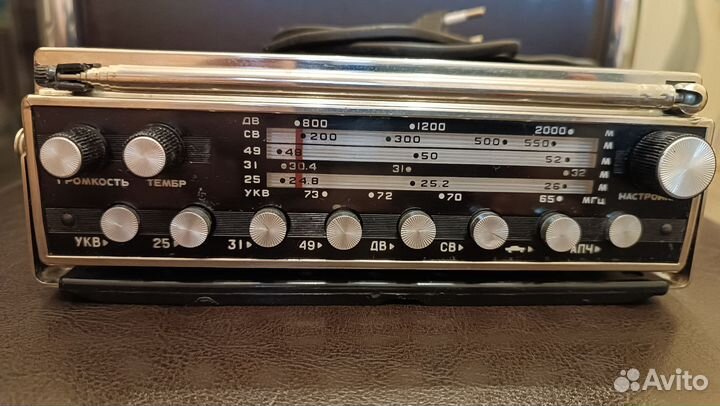 ДВ 800 1200 2000 М
СВ 200 300 500 550 М
49 48 50 52 М
31 30.4 31 32 М
25 24.8 25.2 26 М
УКВ 73 72 70 65 МГЦ
ГРОМКОСТЬ ТЕМБР
УКВ 25 31 49 ДВ СВ АПЧ
Avito